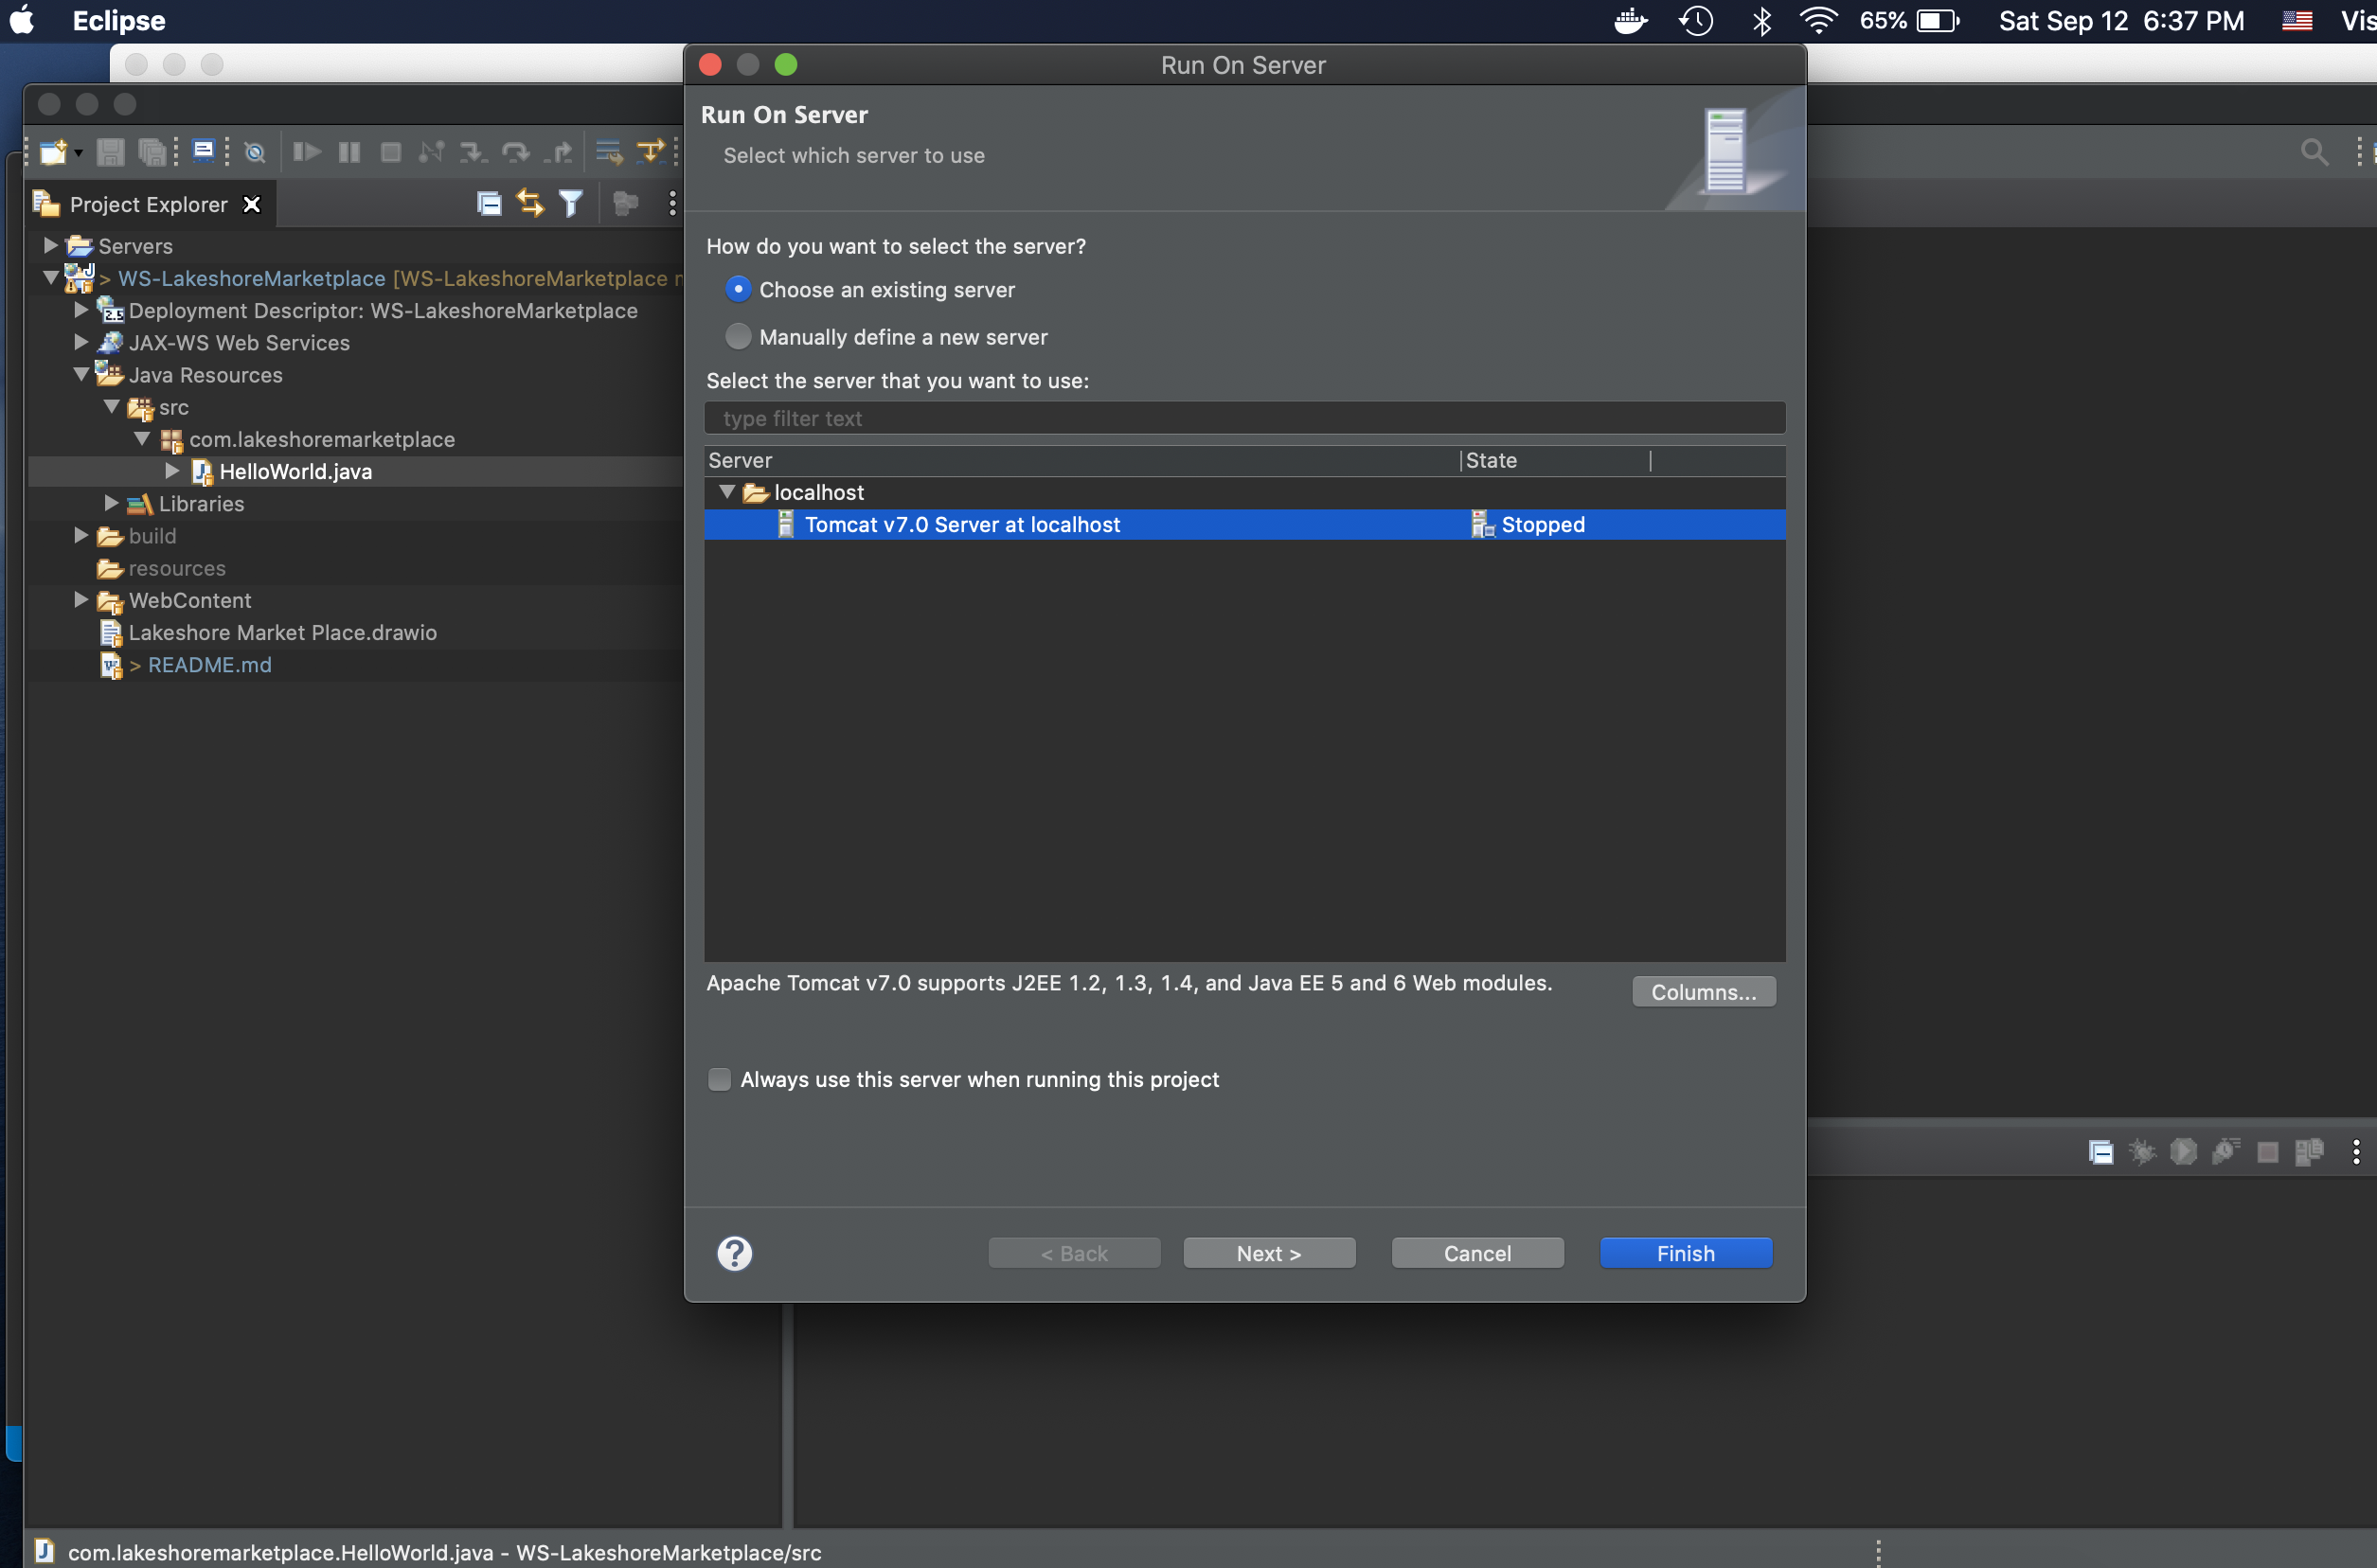 Eclipse
65%
Sat Sep 12 6:37 PM
Vis
Run On Server
Run On Server
Select which server to use
Project Explorer
Servers
> WS-LakeshoreMarketplace [WS-LakeshoreMarketplace
2.5 Deployment Descriptor: WS-LakeshoreMarketplace
JAX-WS Web Services
Java Resources
src
com.lakeshoremarketplace
HelloWorld.java
Libraries
build
resources
WebContent
Lakeshore Market Place.drawio
> README.md
How do you want to select the server?
Choose an existing server
Manually define a new server
Select the server that you want to use:
type filter text
Server State
localhost
Tomcat v7.0 Server at localhost Stopped
Apache Tomcat v7.0 supports J2EE 1.2, 1.3, 1.4, and Java EE 5 and 6 Web modules.
Columns...
Always use this server when running this project
? < Back Next > Cancel Finish
com.lakeshoremarketplace.HelloWorld.java - WS-LakeshoreMarketplace/src